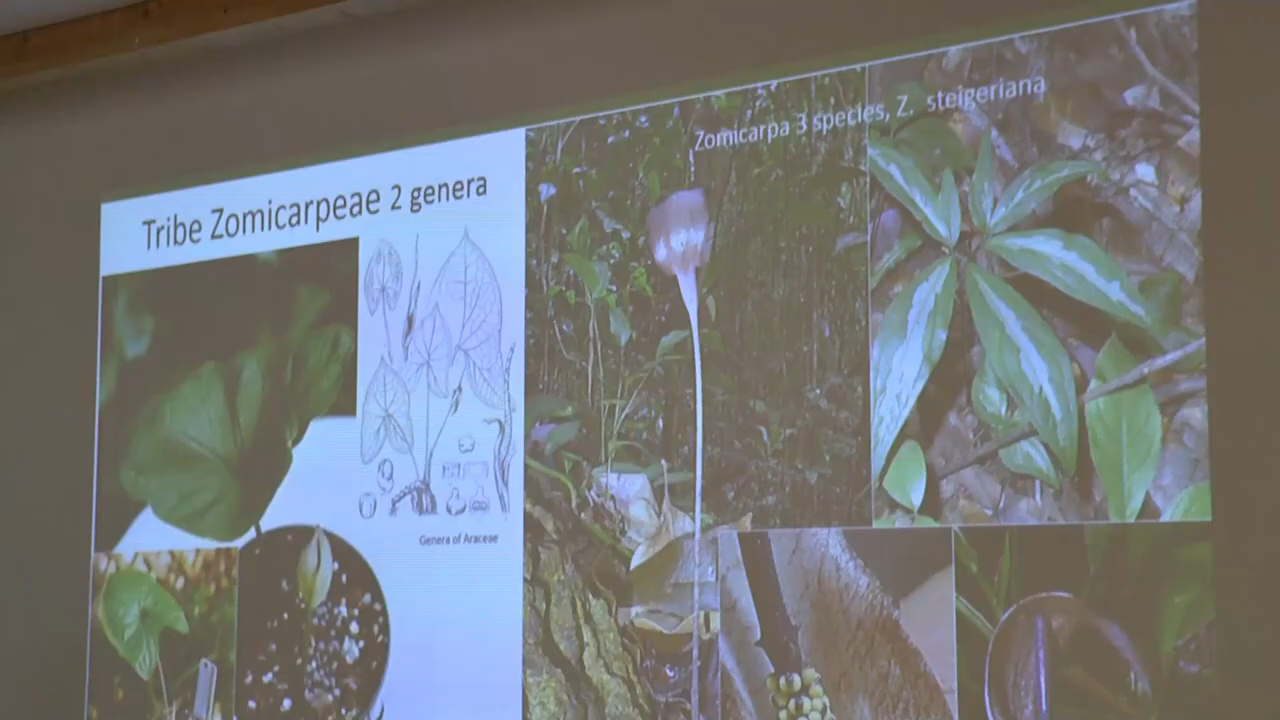 Tribe Zomicarpeae 2 genera
Genera of Araceae
Zomicarpa 3 species, Z. steigeriana